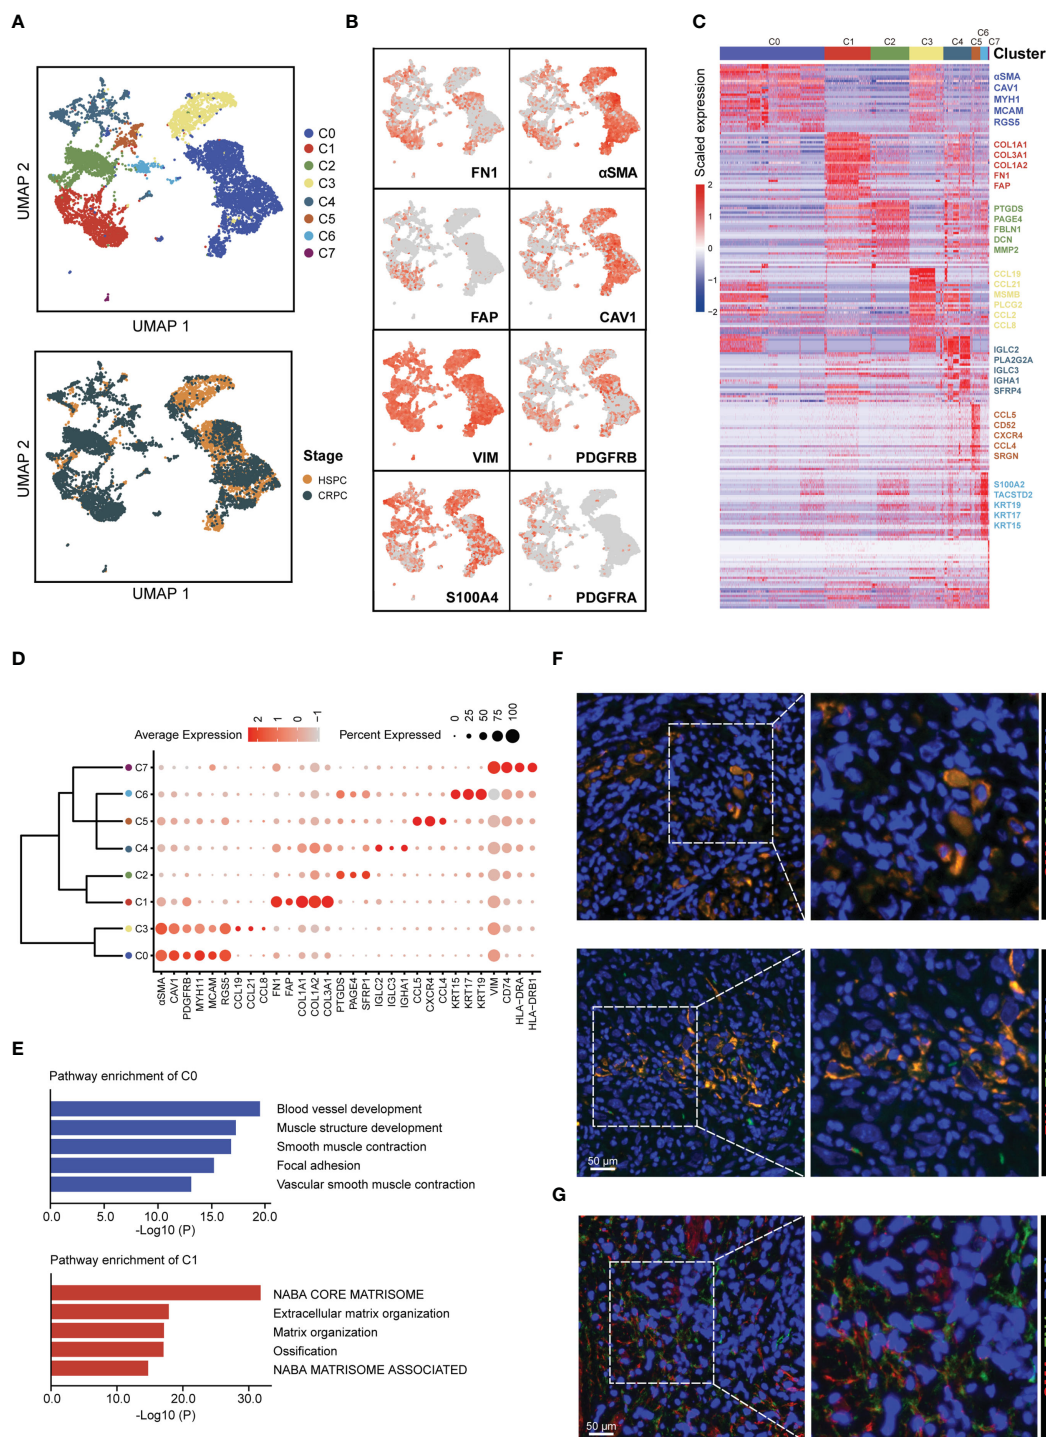 A
UMAP 2
UMAP 1
C0
C1
C2
C3
C4
C5
C6
C7
UMAP 2
UMAP 1
Stage
HSPC
CRPC
B
FN1
αSMA
FAP
CAV1
VIM
PDGFRB
S100A4
PDGFRA
C
C0
C1
C2
C3
C4
C5
C6
C7
Cluster
Scaled expression
2
1
0
−1
−2
αSMA
CAV1
MYH1
MCAM
RGS5
COL1A1
COL3A1
COL1A2
FN1
FAP
PTGDS
PAGE4
FBLN1
DCN
MMP2
CCL19
CCL21
MSMB
PLCG2
CCL2
CCL8
IGLC2
PLA2G2A
IGLC3
IGHA1
SFRP4
CCL5
CD52
CXCR4
CCL4
SRGN
S100A2
TACSTD2
KRT19
KRT17
KRT15
D
Average Expression
2
1
0
−1
Percent Expressed
0
25
50
75
100
C7
C6
C5
C4
C2
C1
C3
C0
αSMA
CAV1
PDGFRB
MYH11
MCAM
RGS5
CCL19
CCL21
CCL8
FN1
FAP
COL1A1
COL1A2
COL3A1
PTGDS
PAGE4
SFRP1
IGLC2
IGLC3
IGHA1
CCL5
CXCR4
CCL4
KRT15
KRT17
KRT19
VIM
CD74
HLA−DRA
HLA−DRB1
E
Pathway enrichment of C0
Blood vessel development
Muscle structure development
Smooth muscle contraction
Focal adhesion
Vascular smooth muscle contraction
0.0 5.0 10.0 15.0 20.0
-Log10 (P)
Pathway enrichment of C1
NABA CORE MATRISOME
Extracellular matrix organization
Matrix organization
Ossification
NABA MATRISOME ASSOCIATED
0.0 10.0 20.0 30.0
-Log10 (P)
F
50 μm
G
50 μm